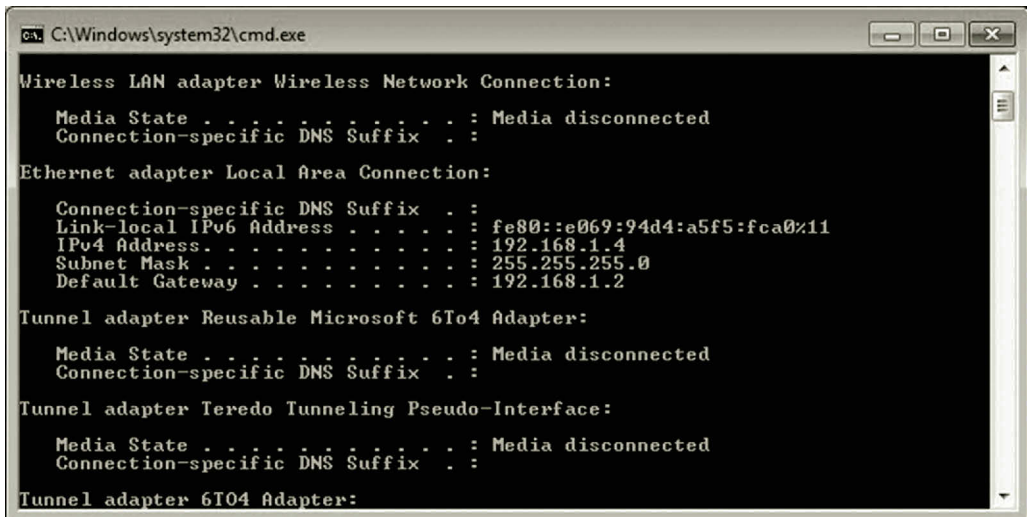 C:\Windows\system32\cmd.exe
Wireless LAN adapter Wireless Network Connection:
Media State . . . . . . . . . . . : Media disconnected
Connection-specific DNS Suffix  . :
Ethernet adapter Local Area Connection:
Connection-specific DNS Suffix  . :
Link-local IPv6 Address . . . . . : fe80::e069:94d4:a5f5:fca0%11
IPv4 Address. . . . . . . . . . . : 192.168.1.4
Subnet Mask . . . . . . . . . . . : 255.255.255.0
Default Gateway . . . . . . . . . : 192.168.1.2
Tunnel adapter Reusable Microsoft 6To4 Adapter:
Media State . . . . . . . . . . . : Media disconnected
Connection-specific DNS Suffix  . :
Tunnel adapter Teredo Tunneling Pseudo-Interface:
Media State . . . . . . . . . . . : Media disconnected
Connection-specific DNS Suffix  . :
Tunnel adapter 6TO4 Adapter: